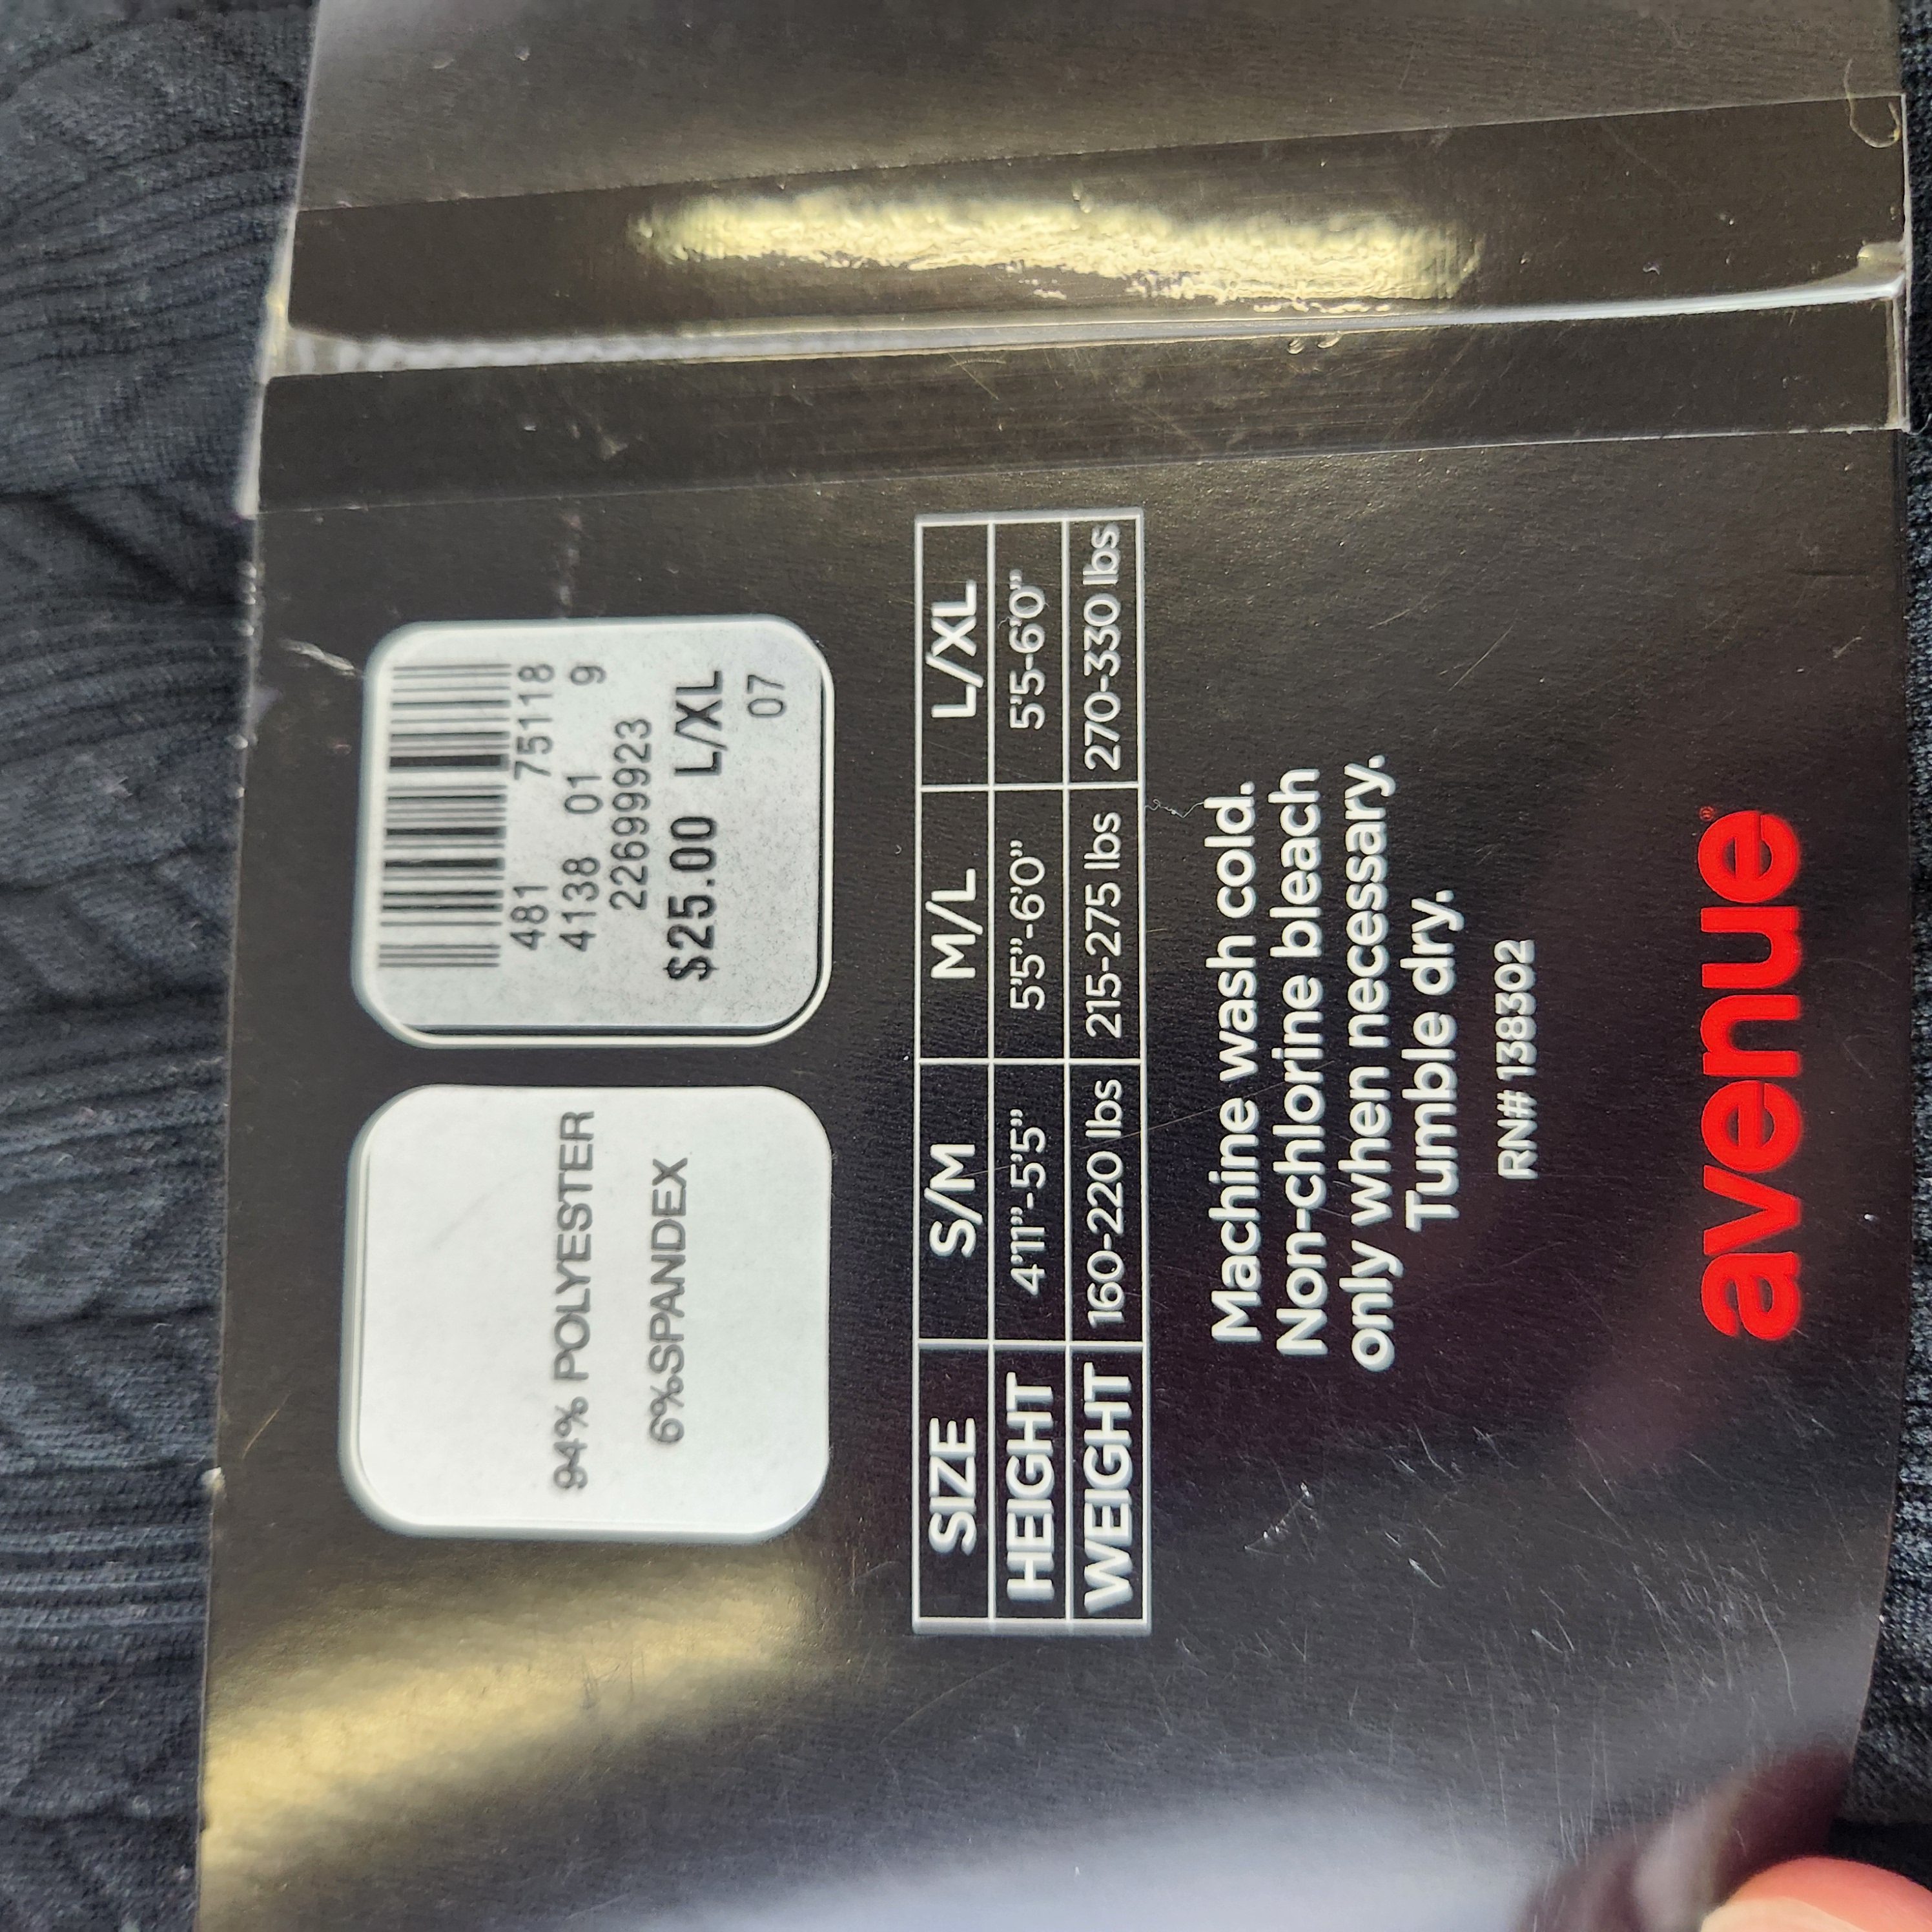 94% POLYESTER
6%SPANDEX
481 75118
4138 01 9
22699923
$25.00 L/XL
07
SIZE S/M M/L L/XL
HEIGHT 4'11"-5'5" 5'5"-6'0" 5'5-6'0"
WEIGHT 160-220 lbs 215-275 lbs 270-330 lbs
Machine wash cold.
Non-chlorine bleach
only when necessary.
Tumble dry.
RN# 138302
avenue®